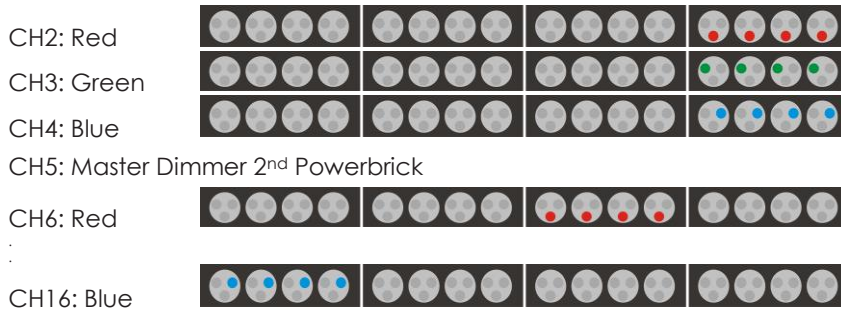 CH2: Red
CH3: Green
CH4: Blue
CH5: Master Dimmer 2nd Powerbrick
CH6: Red
.
.
CH16: Blue